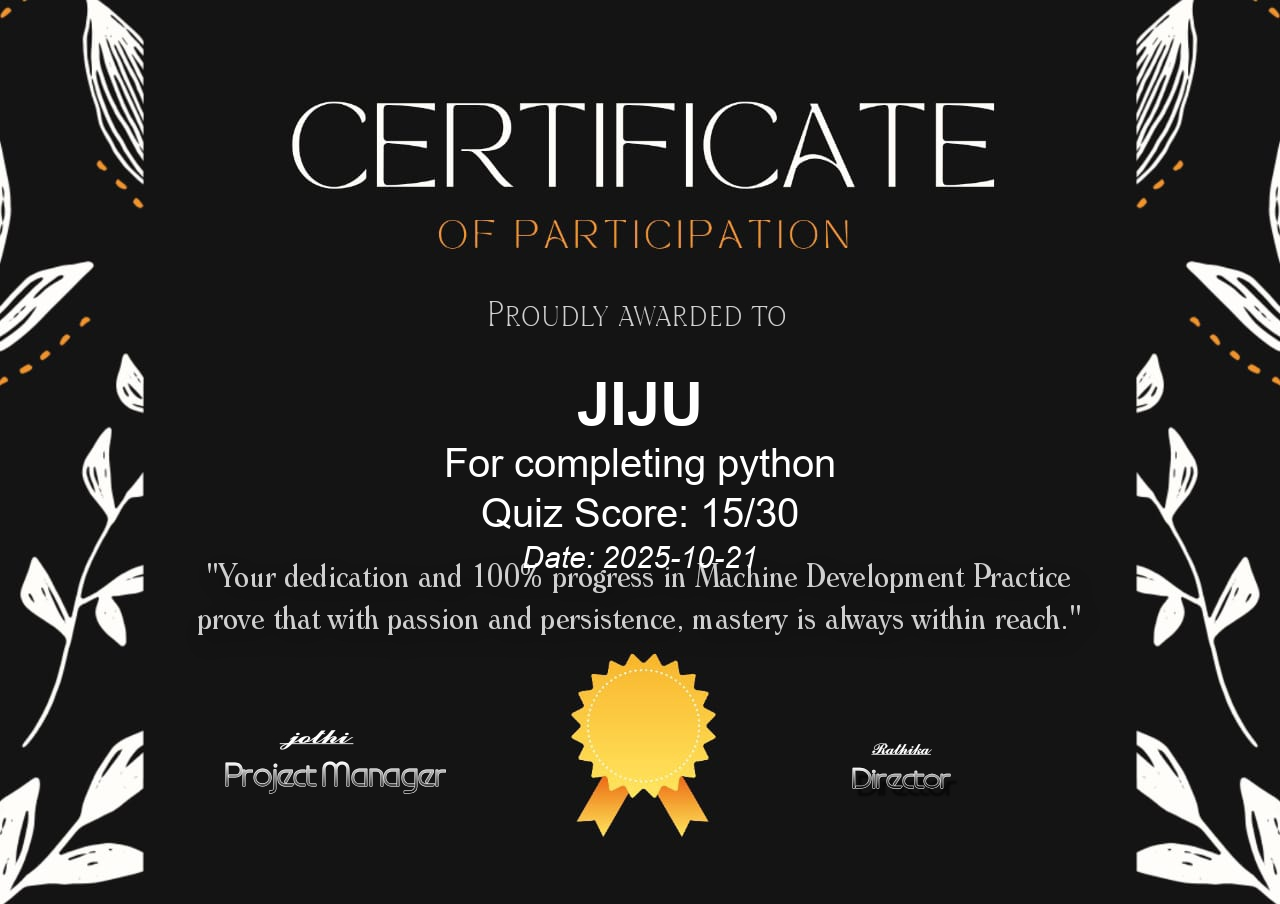 CERTIFICATE
OF PARTICIPATION
PROUDLY AWARDED TO
JIJU
For completing python
Quiz Score: 15/30
Date: 2025-10-21
"Your dedication and 100% progress in Machine Development Practice
prove that with passion and persistence, mastery is always within reach."
jothi
Project Manager
Rathika
Director